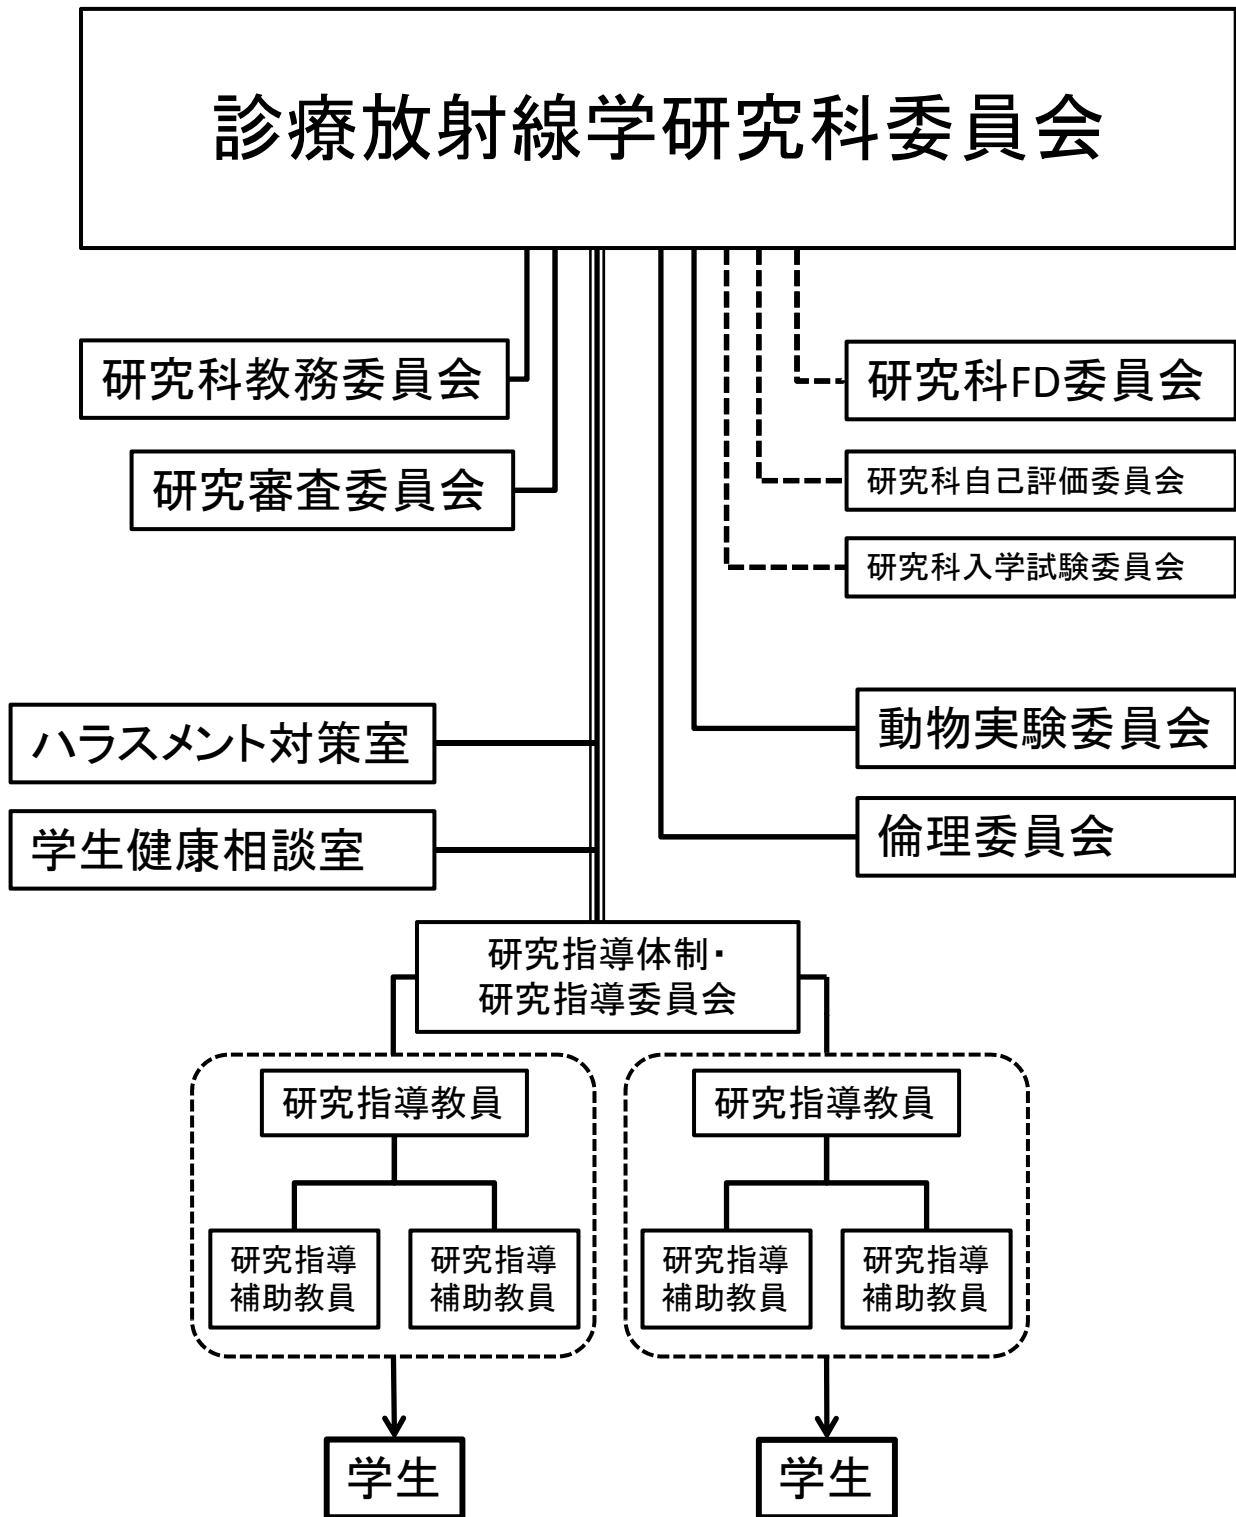 診療放射線学研究科委員会
研究科教務委員会
研究科FD委員会
研究審査委員会
研究科自己評価委員会
研究科入学試験委員会
ハラスメント対策室
動物実験委員会
学生健康相談室
倫理委員会
研究指導体制・
研究指導委員会
研究指導教員
研究指導教員
研究指導
補助教員
研究指導
補助教員
研究指導
補助教員
研究指導
補助教員
学生
学生